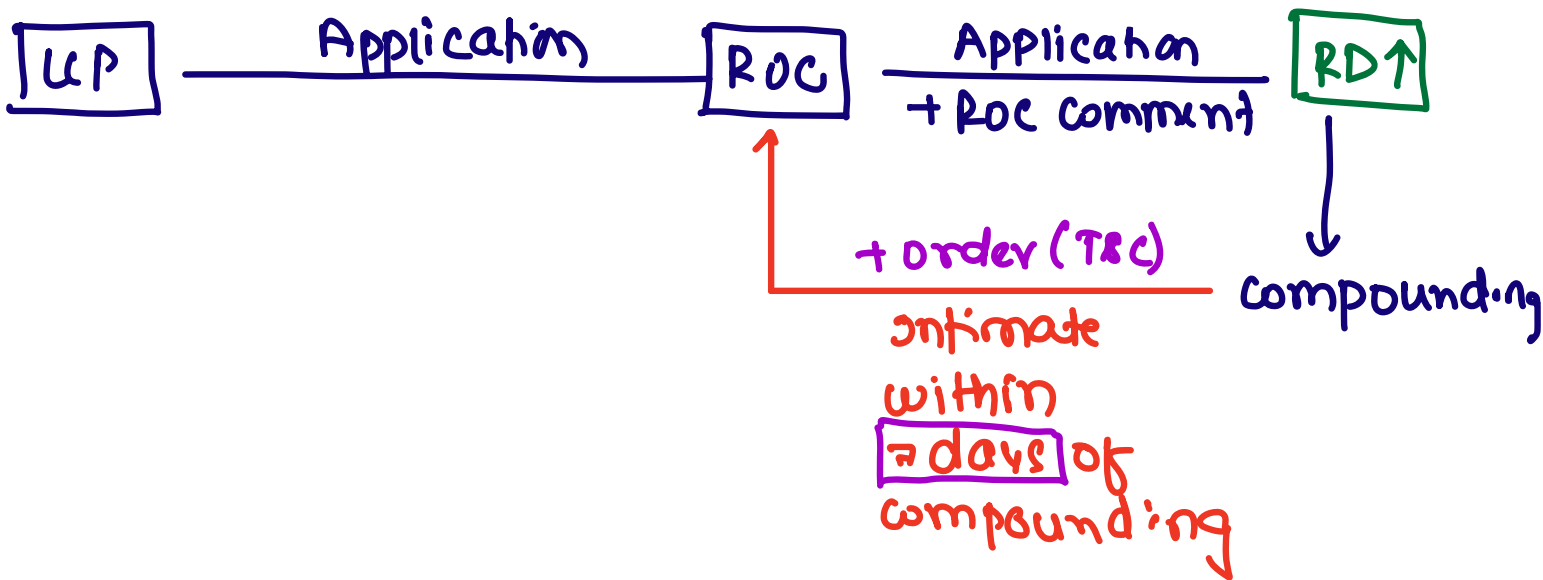 LLP
Application
ROC
Application
+ ROC comment
RD↑
+ order (T&C)
compounding
Intimate
within
7 days of
compounding